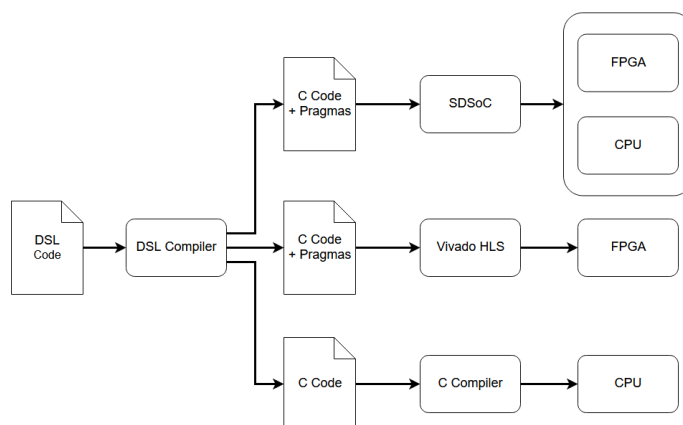 FPGA
C Code
+ Pragmas
SDSoC
CPU
DSL
Code
DSL Compiler
C Code
+ Pragmas
Vivado HLS
FPGA
C Code
C Compiler
CPU